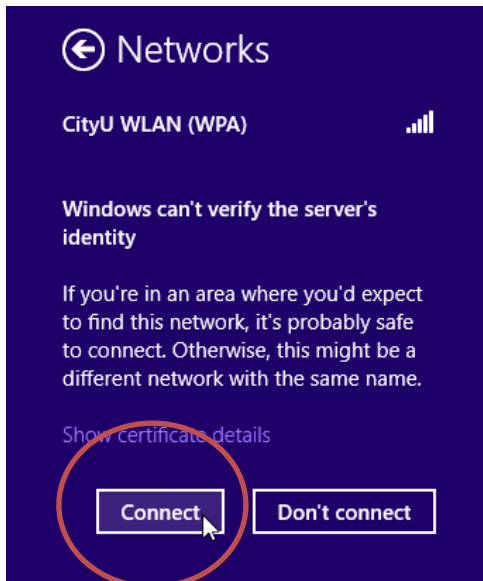 Networks
CityU WLAN (WPA)
Windows can't verify the server's
identity
If you're in an area where you'd expect
to find this network, it's probably safe
to connect. Otherwise, this might be a
different network with the same name.
Show certificate details
Connect Don't connect